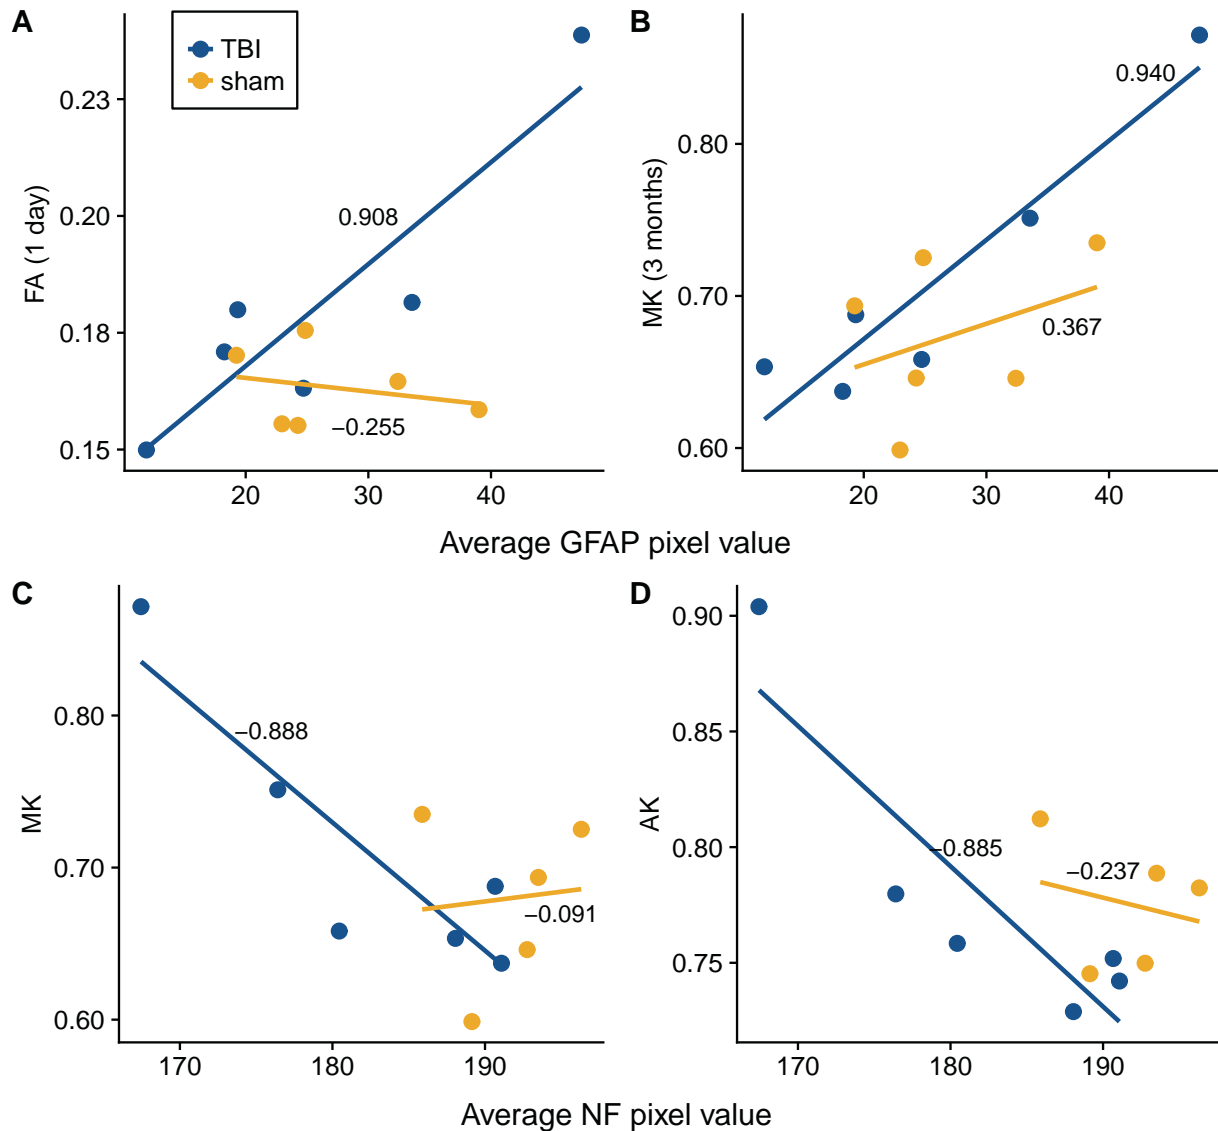 A
TBI
sham
FA (1 day)
0.23
0.20
0.18
0.15
0.908
−0.255
20
30
40
B
MK (3 months)
0.80
0.70
0.60
0.940
0.367
20
30
40
Average GFAP pixel value
C
MK
0.80
0.70
0.60
−0.888
−0.091
170
180
190
D
AK
0.90
0.85
0.80
0.75
−0.885
−0.237
170
180
190
Average NF pixel value